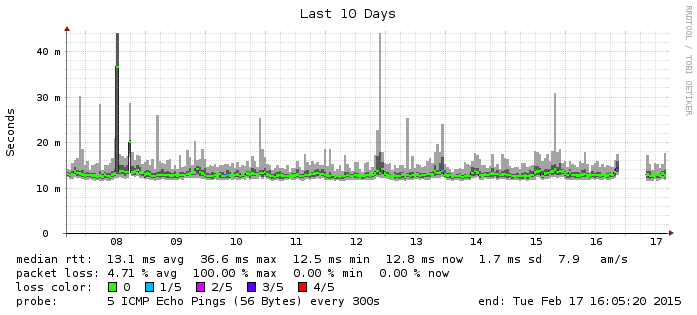 Last 10 Days
RRDTOOL / TOBI OETIKER
Seconds
40 m
30 m
20 m
10 m
0
08 09 10 11 12 13 14 15 16 17
median rtt: 13.1 ms avg 36.6 ms max 12.5 ms min 12.8 ms now 1.7 ms sd 7.9 am/s
packet loss: 4.71 % avg 100.00 % max 0.00 % min 0.00 % now
loss color: 0 1/5 2/5 3/5 4/5
probe: 5 ICMP Echo Pings (56 Bytes) every 300s end: Tue Feb 17 16:05:20 2015